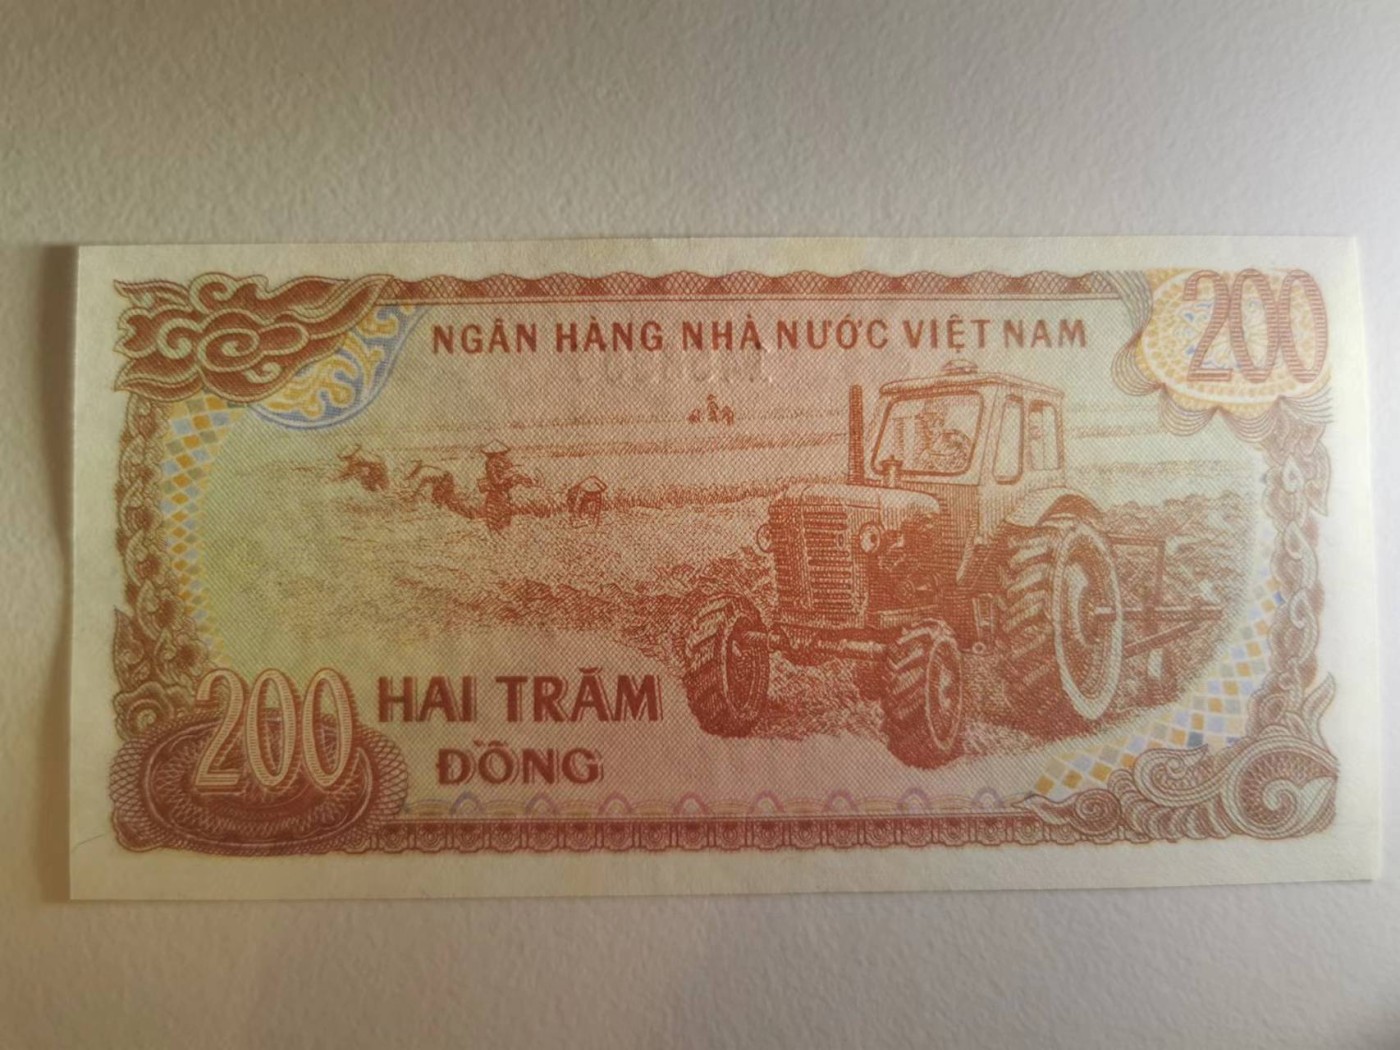 200
NGÂN HÀNG NHÀ NƯỚC VIỆT NAM
200 HAI TRĂM
ĐỒNG